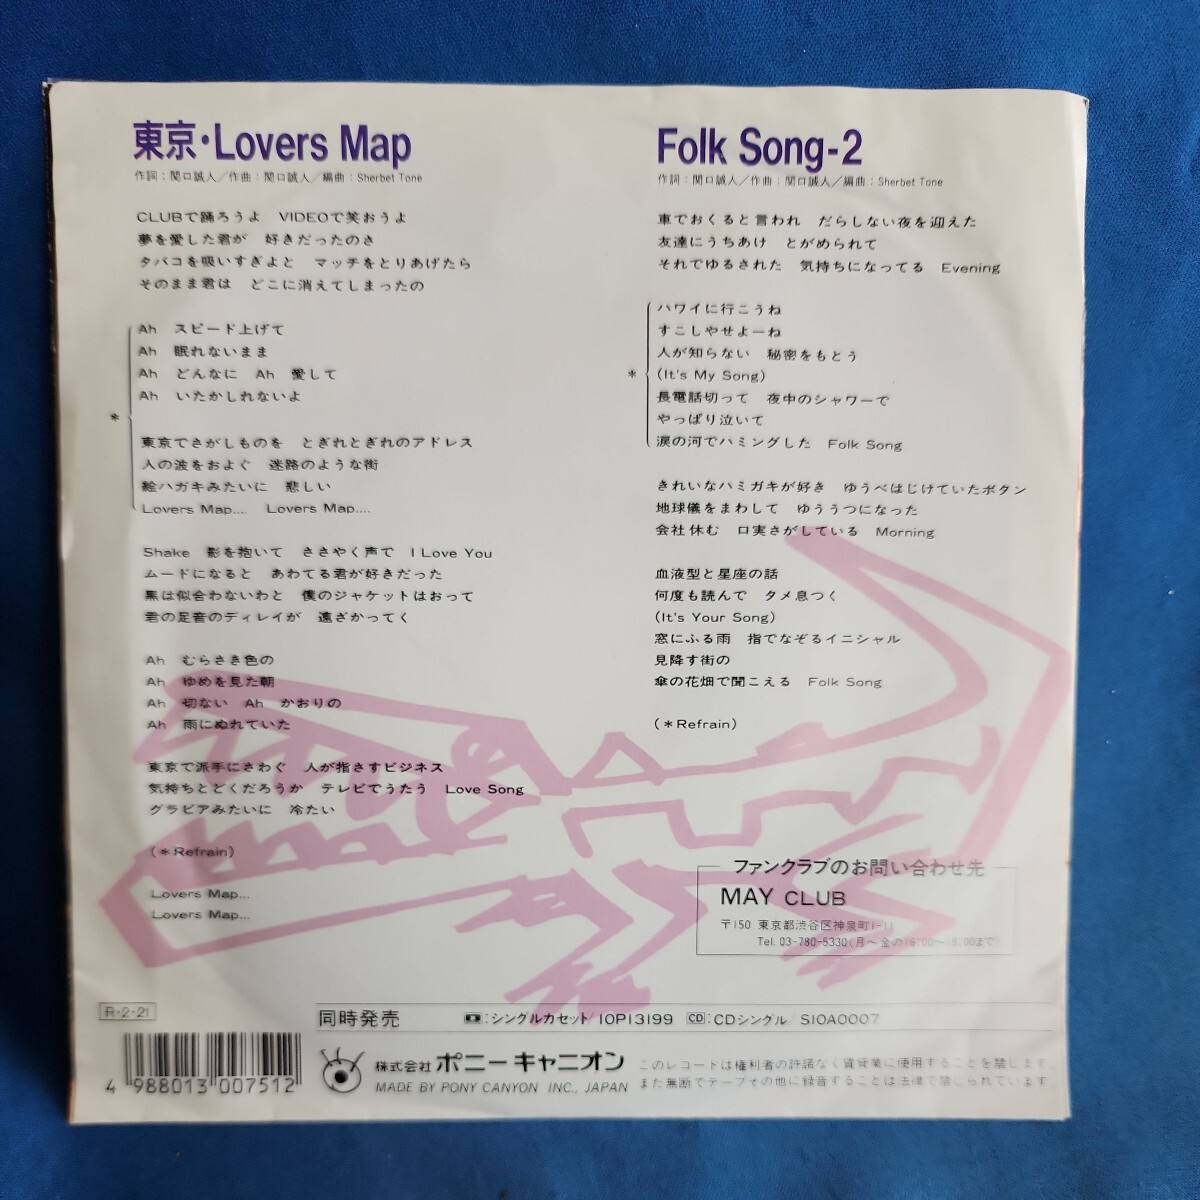 東京・Lovers Map
作詞：関口誠人／作曲：関口誠人／編曲：Sherbet Tone
CLUBで踊ろうよ　VIDEOで笑おうよ
夢を愛した君が　好きだったのさ
タバコを吸いすぎよと　マッチをとりあげたら
そのまま君は　どこに消えてしまったの
Ah　スピード上げて
Ah　眠れないまま
Ah　どんなに　Ah　愛して
Ah　いたかしれないよ
*
東京でさがしものを　とぎれとぎれのアドレス
人の波をおよぐ　迷路のような街
絵ハガキみたいに　悲しい
Lovers Map....　Lovers Map....
Shake　影を抱いて　ささやく声で　I Love You
ムードになると　あわてる君が好きだった
黒は似合わないわと　僕のジャケットはおって
君の足音のディレイが　遠ざかってく
Ah　むらさき色の
Ah　ゆめを見た朝
Ah　切ない　Ah　かおりの
Ah　雨にぬれていた
東京で派手にさわぐ　人が指さすビジネス
気持ちとどくだろうか　テレビでうたう　Love Song
グラビアみたいに　冷たい
(＊Refrain)
Lovers Map...
Lovers Map...
Folk Song-2
作詞：関口誠人／作曲：関口誠人／編曲：Sherbet Tone
車でおくると言われ　だらしない夜を迎えた
友達にうちあけ　とがめられて
それでゆるされた　気持ちになってる　Evening
ハワイに行こうね
すこしやせよーね
人が知らない　秘密をもとう
* (It's My Song)
長電話切って　夜中のシャワーで
やっぱり泣いて
涙の河でハミングした　Folk Song
きれいなハミガキが好き　ゆうべはじけていたボタン
地球儀をまわして　ゆううつになった
会社休む　口実さがしている　Morning
血液型と星座の話
何度も読んで　タメ息つく
(It's Your Song)
窓にふる雨　指でなぞるイニシャル
見降す街の
傘の花畑で聞こえる　Folk Song
(＊Refrain)
ファンクラブのお問い合わせ先
MAY CLUB
〒150 東京都渋谷区神泉町1-11
Tel. 03-780-5330(月～金の16:00～18:00まで)
R・2・21
同時発売　：シングルカセット/10P13199　CD：CDシングル/S10A0007
4 988013 007512
株式会社 ポニーキャニオン
MADE BY PONY CANYON INC., JAPAN
このレコードは権利者の許諾なく賃貸業に使用することを禁じます。
また無断でテープその他に録音することは法律で禁じられています。